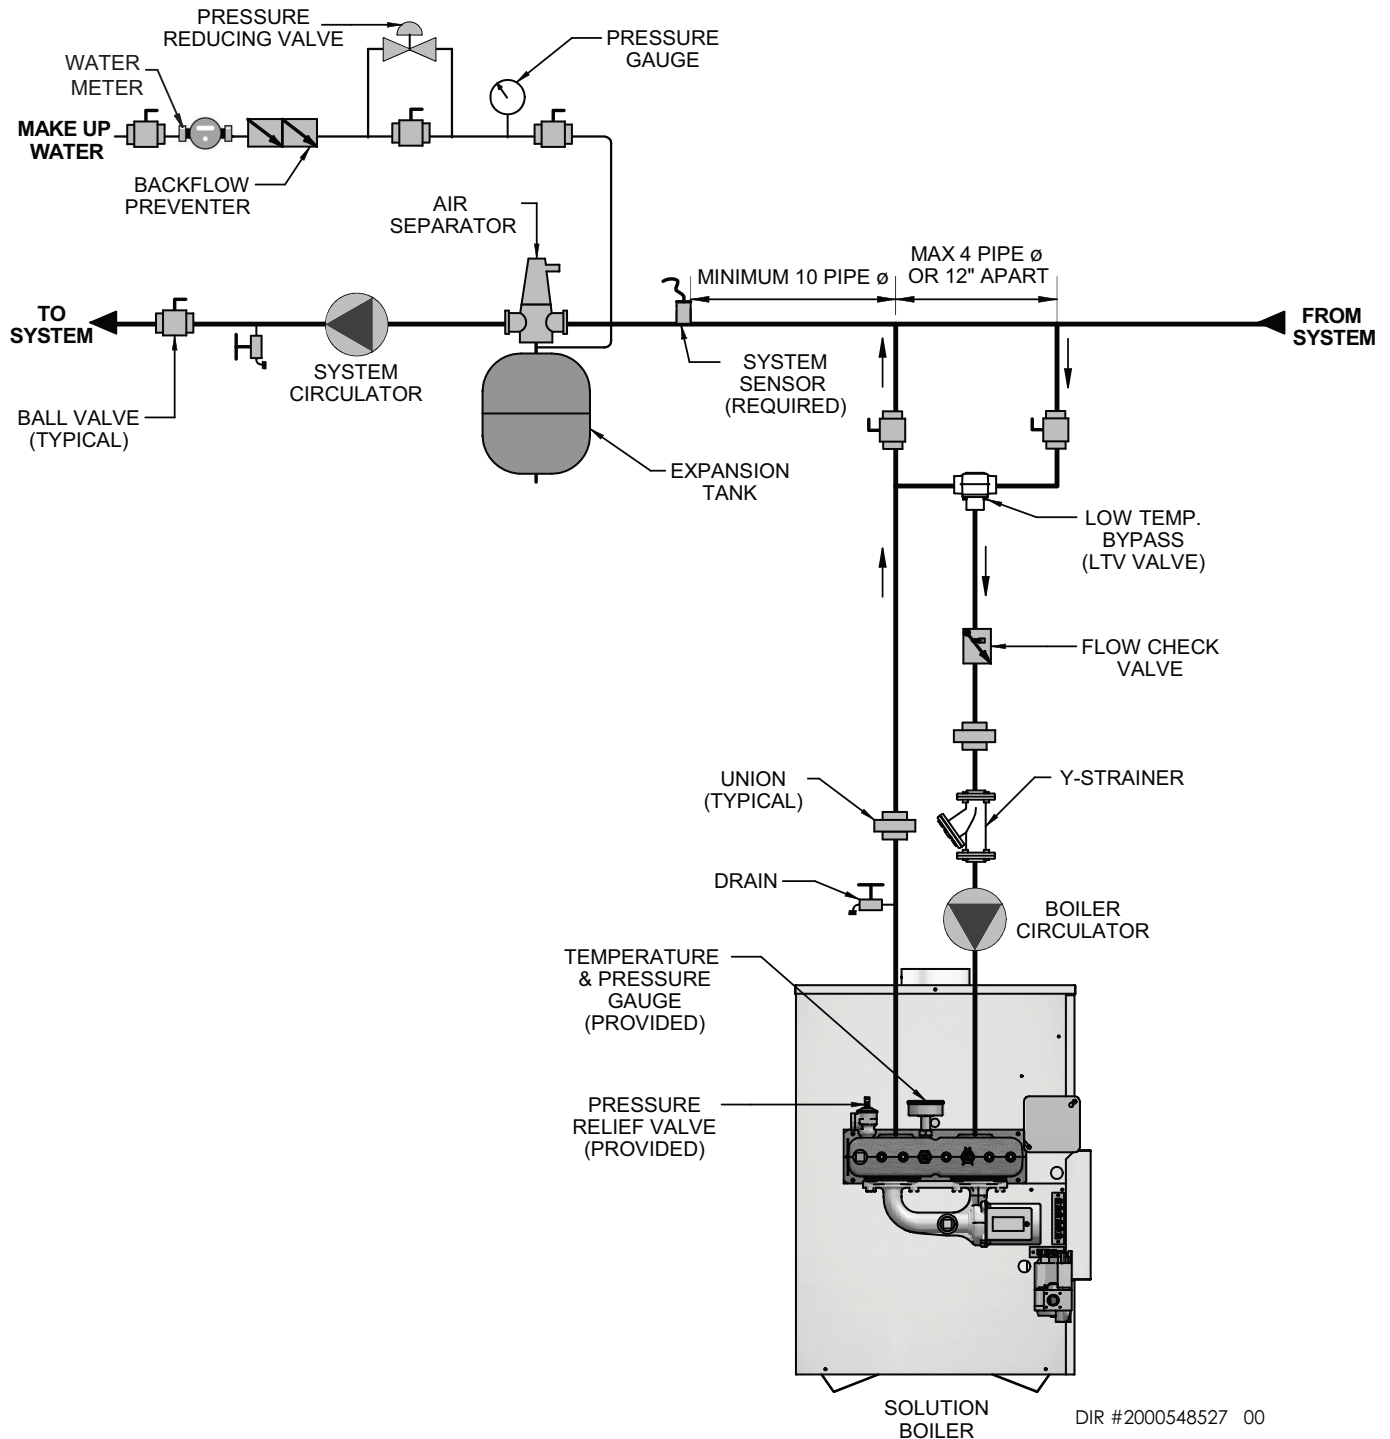 PRESSURE
REDUCING VALVE
PRESSURE
GAUGE
WATER
METER
MAKE UP
WATER
BACKFLOW
PREVENTER
AIR
SEPARATOR
MINIMUM 10 PIPE ø
MAX 4 PIPE ø
OR 12" APART
TO
SYSTEM
FROM
SYSTEM
SYSTEM
CIRCULATOR
SYSTEM
SENSOR
(REQUIRED)
BALL VALVE
(TYPICAL)
EXPANSION
TANK
LOW TEMP.
BYPASS
(LTV VALVE)
FLOW CHECK
VALVE
UNION
(TYPICAL)
Y-STRAINER
DRAIN
BOILER
CIRCULATOR
TEMPERATURE
& PRESSURE
GAUGE
(PROVIDED)
PRESSURE
RELIEF VALVE
(PROVIDED)
SOLUTION
BOILER
DIR #2000548527 00